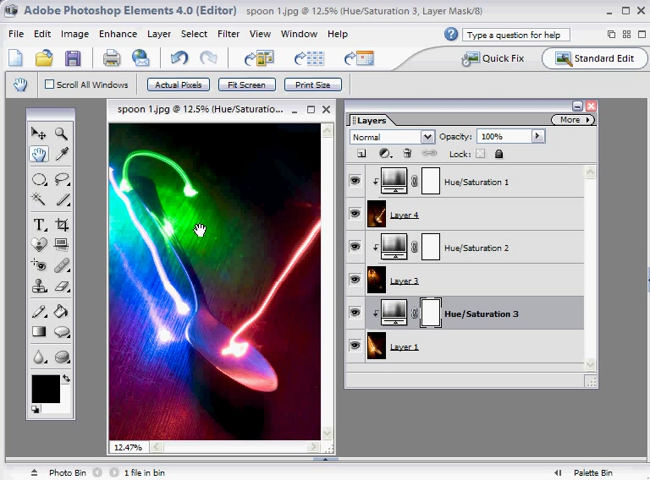 Adobe Photoshop Elements 4.0 (Editor) - spoon 1.jpg @ 12.5% (Hue/Saturation 3, Layer Mask/8)
File Edit Image Enhance Layer Select Filter View Window Help Type a question for help
Quick Fix Standard Edit
Scroll All Windows Actual Pixels Fit Screen Print Size
spoon 1.jpg @ 12.5% (Hue/Saturatio...
Layers More
Normal Opacity: 100%
Lock:
Hue/Saturation 1
Layer 4
Hue/Saturation 2
Layer 3
Hue/Saturation 3
Layer 1
12.47%
Photo Bin 1 file in bin Palette Bin